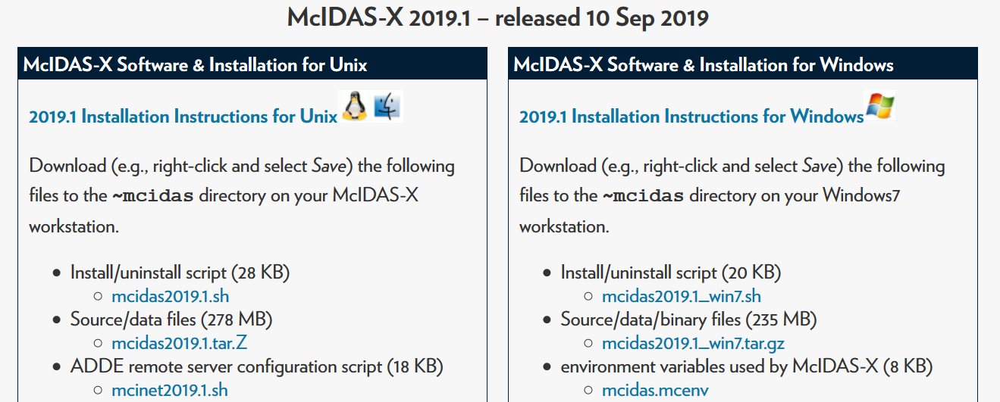 McIDAS-X 2019.1 – released 10 Sep 2019
McIDAS-X Software & Installation for Unix
2019.1 Installation Instructions for Unix
Download (e.g., right-click and select Save) the following
files to the ~mcidas directory on your McIDAS-X
workstation.
Install/uninstall script (28 KB)
mcidas2019.1.sh
Source/data files (278 MB)
mcidas2019.1.tar.Z
ADDE remote server configuration script (18 KB)
mcinet2019.1.sh
McIDAS-X Software & Installation for Windows
2019.1 Installation Instructions for Windows
Download (e.g., right-click and select Save) the following
files to the ~mcidas directory on your Windows7
workstation.
Install/uninstall script (20 KB)
mcidas2019.1_win7.sh
Source/data/binary files (235 MB)
mcidas2019.1_win7.tar.gz
environment variables used by McIDAS-X (8 KB)
mcidas.mcenv